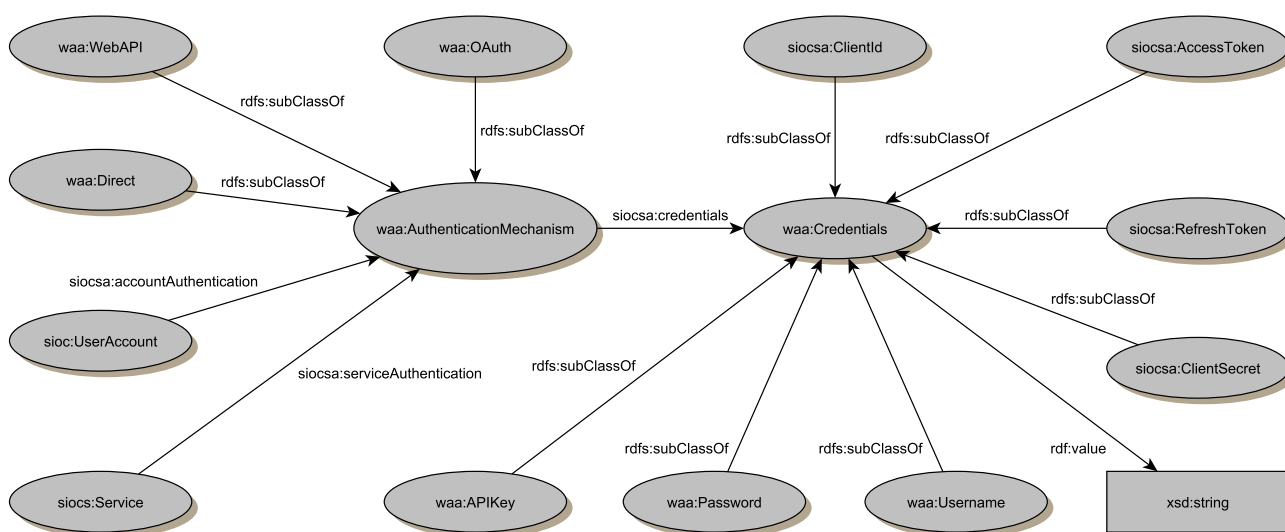 waa:WebAPI
waa:OAuth
siocsa:ClientId
siocsa:AccessToken
rdfs:subClassOf
rdfs:subClassOf
rdfs:subClassOf
rdfs:subClassOf
waa:Direct
rdfs:subClassOf
waa:AuthenticationMechanism
siocsa:credentials
waa:Credentials
rdfs:subClassOf
siocsa:RefreshToken
siocsa:accountAuthentication
rdfs:subClassOf
sioc:UserAccount
siocsa:serviceAuthentication
rdfs:subClassOf
siocsa:ClientSecret
rdfs:subClassOf
rdfs:subClassOf
rdf:value
siocs:Service
waa:APIKey
waa:Password
waa:Username
xsd:string